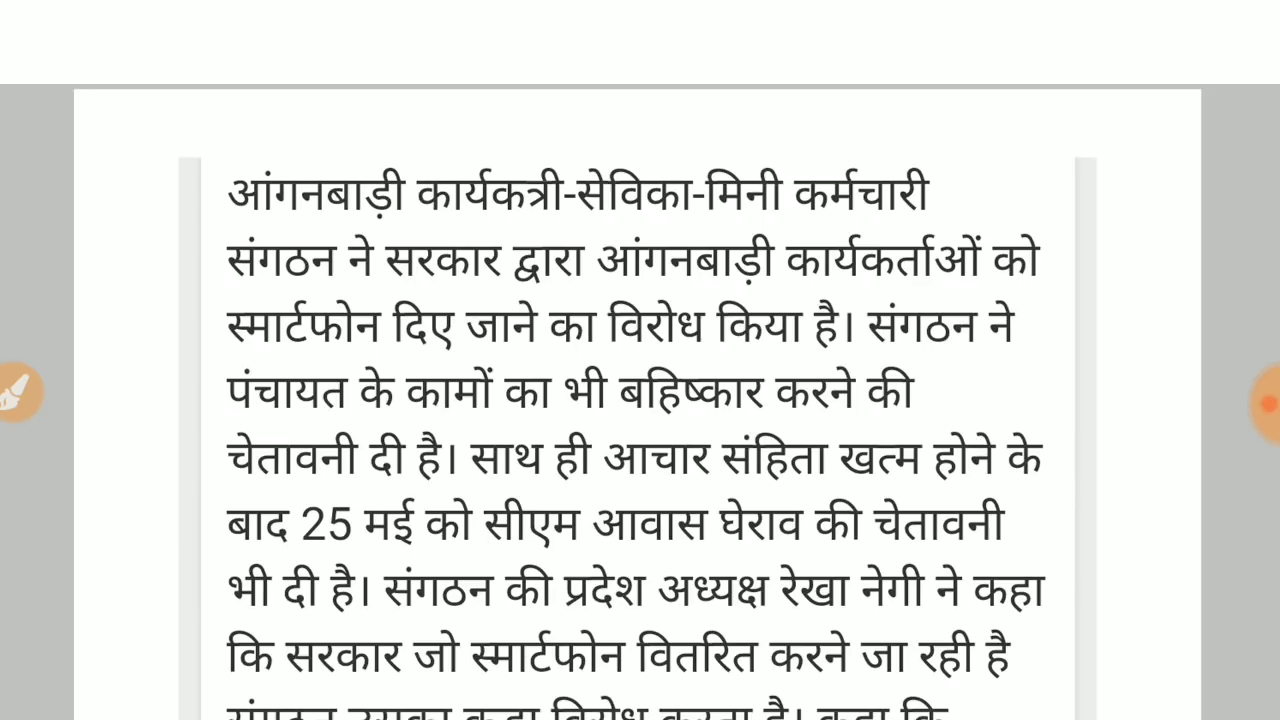 आंगनबाड़ी कार्यकत्री-सेविका-मिनी कर्मचारी
संगठन ने सरकार द्वारा आंगनबाड़ी कार्यकर्ताओं को
स्मार्टफोन दिए जाने का विरोध किया है। संगठन ने
पंचायत के कामों का भी बहिष्कार करने की
चेतावनी दी है। साथ ही आचार संहिता खत्म होने के
बाद 25 मई को सीएम आवास घेराव की चेतावनी
भी दी है। संगठन की प्रदेश अध्यक्ष रेखा नेगी ने कहा
कि सरकार जो स्मार्टफोन वितरित करने जा रही है